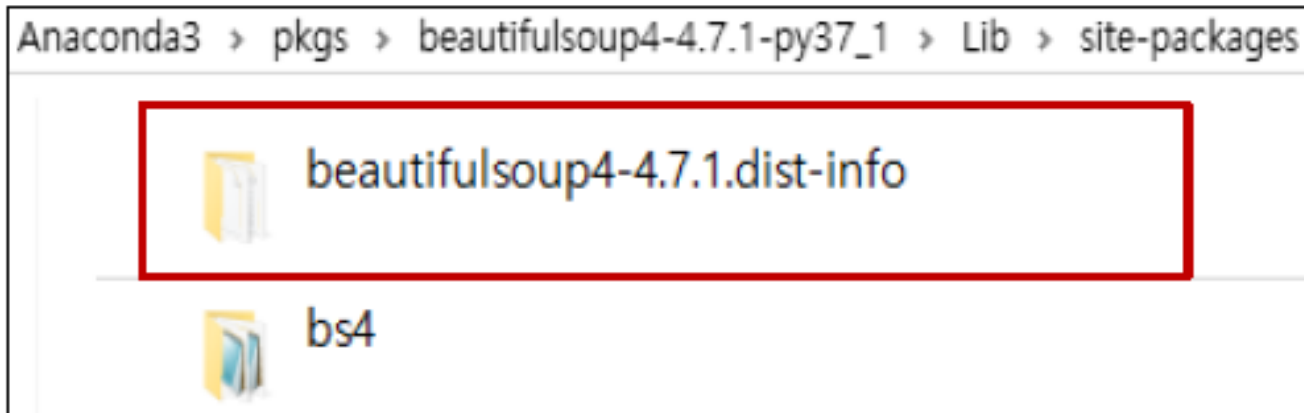 Anaconda3 > pkgs > beautifulsoup4-4.7.1-py37_1 > Lib > site-packages
beautifulsoup4-4.7.1.dist-info
bs4